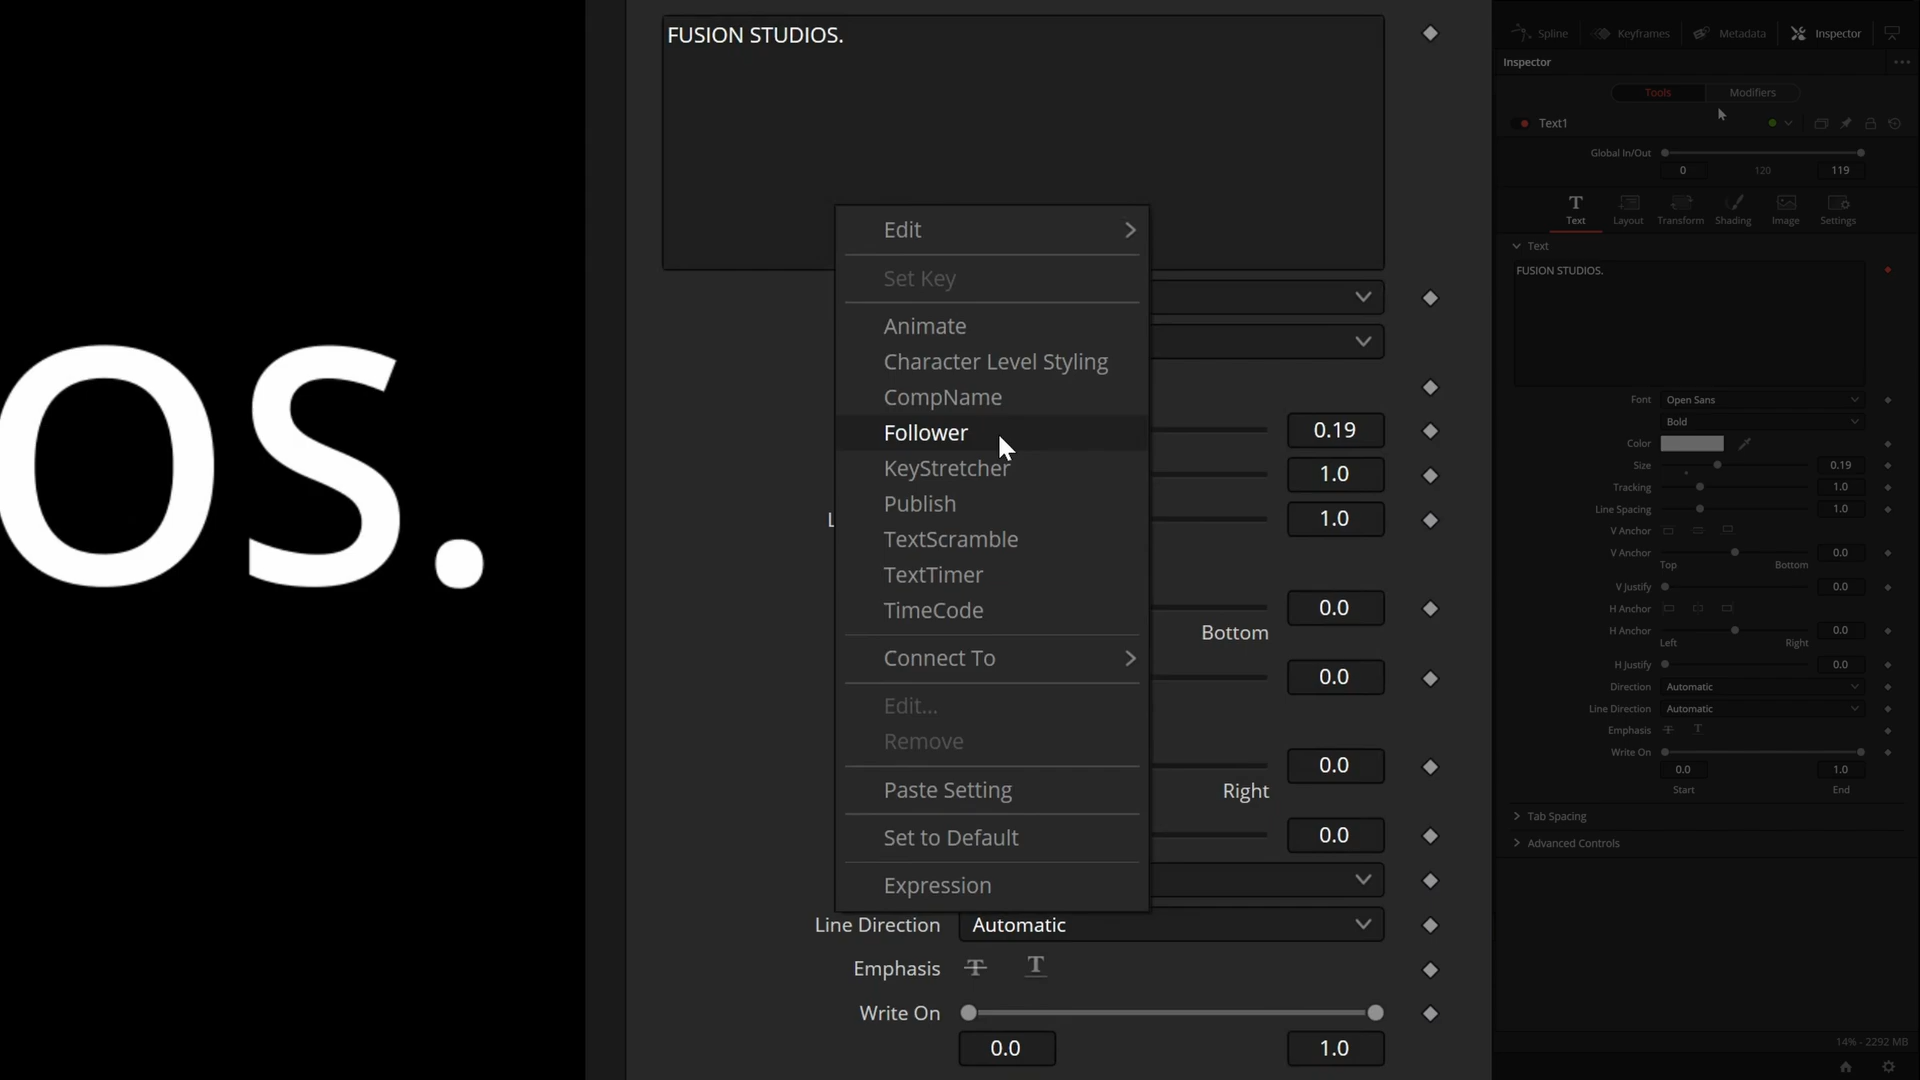 FUSION STUDIOS.
Edit
Set Key
Animate
Character Level Styling
CompName
Follower
KeyStretcher
Publish
TextScramble
TextTimer
TimeCode
Connect To
Edit...
Remove
Paste Setting
Set to Default
Expression
0.19
1.0
L
1.0
0.0
Bottom
0.0
0.0
Right
0.0
Line Direction Automatic
Emphasis T T
Write On
0.0 1.0
OS.
Spline Keyframes Metadata Inspector
Inspector
Tools Modifiers
Text1
Global In/Out
0 120 119
T
Text Layout Transform Shading Image Settings
Text
FUSION STUDIOS.
Font Open Sans
Bold
Color
Size 0.19
Tracking 1.0
Line Spacing 1.0
V Anchor
V Anchor 0.0
Top Bottom
V Justify 0.0
H Anchor
H Anchor 0.0
Left Right
H Justify 0.0
Direction Automatic
Line Direction Automatic
Emphasis T T
Write On
0.0 1.0
Start End
Tab Spacing
Advanced Controls
14% - 2292 MB